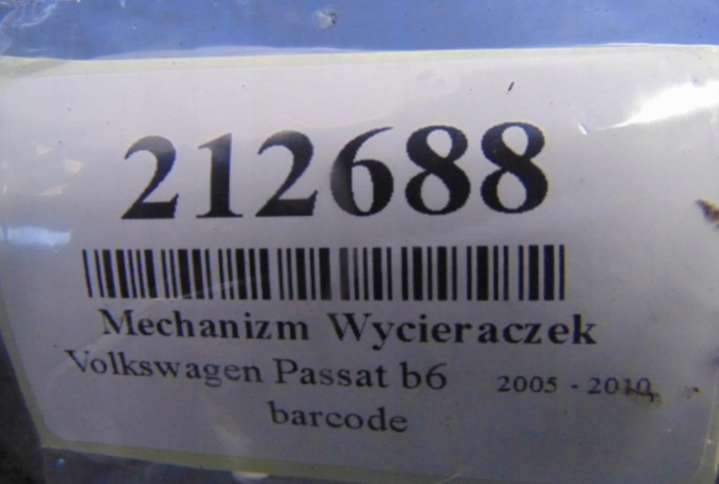 212688
Mechanizm Wycieraczek
Volkswagen Passat b6 2005 - 2010
barcode